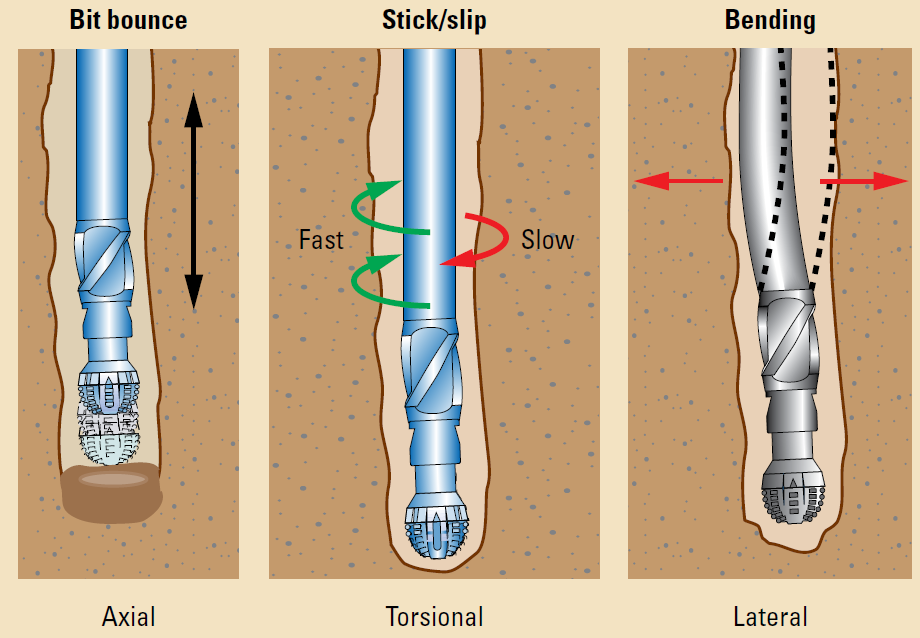 Bit bounce
Stick/slip
Bending
Fast
Slow
Axial
Torsional
Lateral